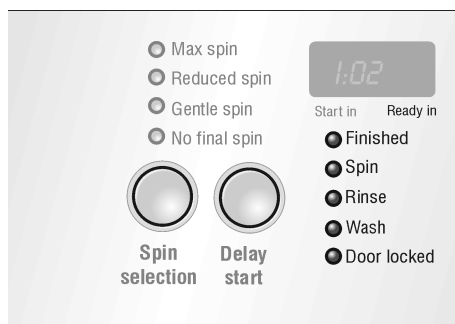 Max spin
Reduced spin
Gentle spin
No final spin
Spin
selection
Delay
start
1:02
Start in Ready in
Finished
Spin
Rinse
Wash
Door locked